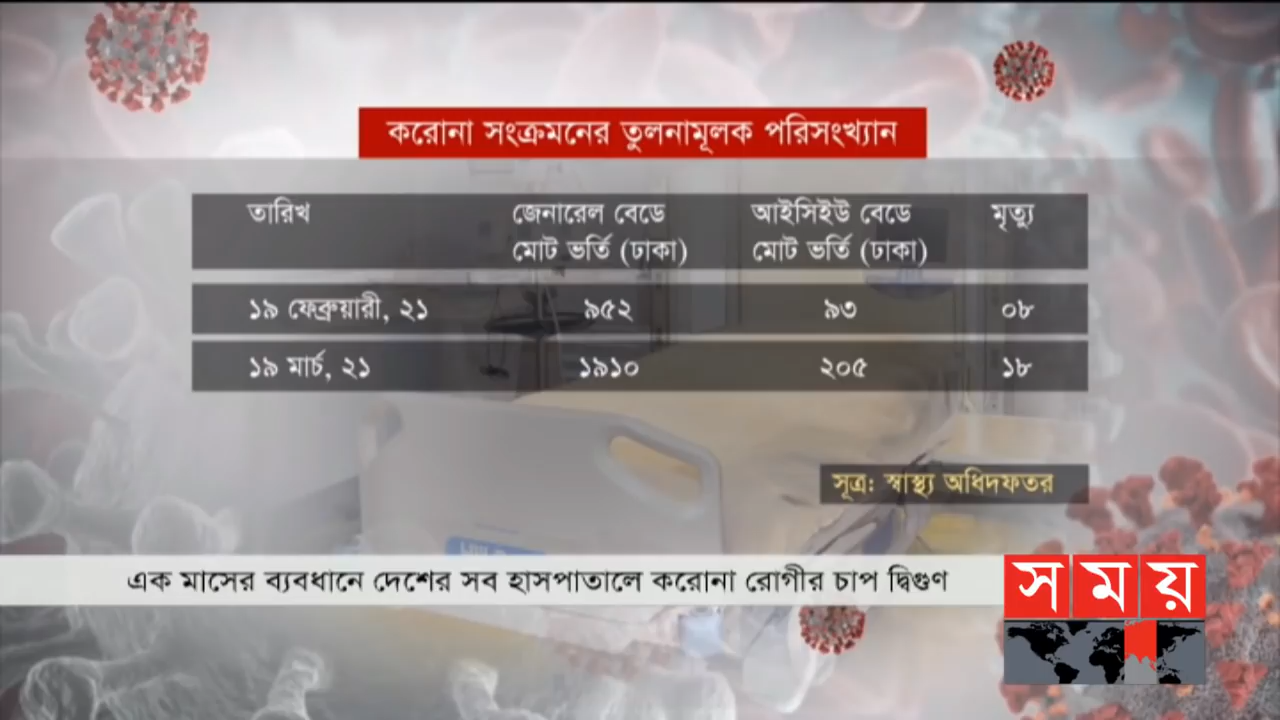 করোনা সংক্রমনের তুলনামূলক পরিসংখ্যান
তারিখ জেনারেল বেডে আইসিইউ বেডে মৃত্যু
মোট ভর্তি (ঢাকা) মোট ভর্তি (ঢাকা)
১৯ ফেব্রুয়ারী, ২১ ৯৫২ ৯৩ ০৮
১৯ মার্চ, ২১ ১৯১০ ২০৫ ১৮
সূত্র: স্বাস্থ্য অধিদফতর
এক মাসের ব্যবধানে দেশের সব হাসপাতালে করোনা রোগীর চাপ দ্বিগুণ
সময়